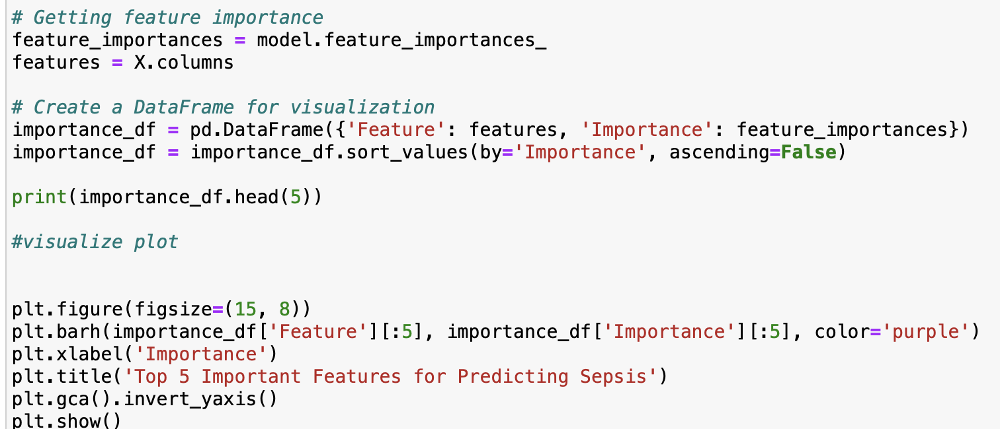 # Getting feature importance
feature_importances = model.feature_importances_
features = X.columns
# Create a DataFrame for visualization
importance_df = pd.DataFrame({'Feature': features, 'Importance': feature_importances})
importance_df = importance_df.sort_values(by='Importance', ascending=False)
print(importance_df.head(5))
#visualize plot
plt.figure(figsize=(15, 8))
plt.barh(importance_df['Feature'][:5], importance_df['Importance'][:5], color='purple')
plt.xlabel('Importance')
plt.title('Top 5 Important Features for Predicting Sepsis')
plt.gca().invert_yaxis()
plt.show()